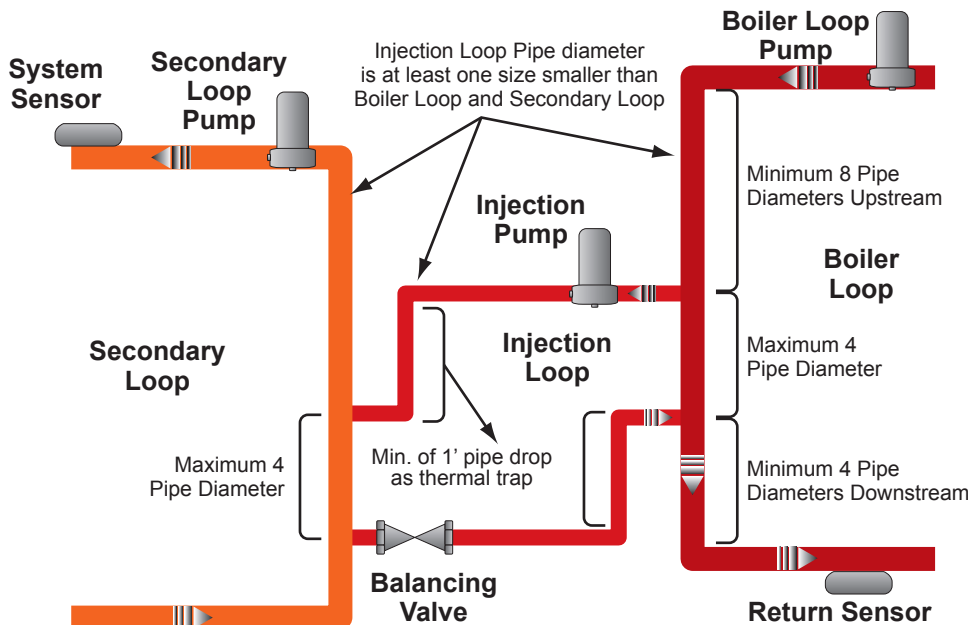 System
Sensor
Secondary
Loop
Pump
Injection Loop Pipe diameter
is at least one size smaller than
Boiler Loop and Secondary Loop
Boiler Loop
Pump
Minimum 8 Pipe
Diameters Upstream
Injection
Pump
Boiler
Loop
Secondary
Loop
Injection
Loop
Maximum 4
Pipe Diameter
Maximum 4
Pipe Diameter
Min. of 1' pipe drop
as thermal trap
Minimum 4 Pipe
Diameters Downstream
Balancing
Valve
Return Sensor